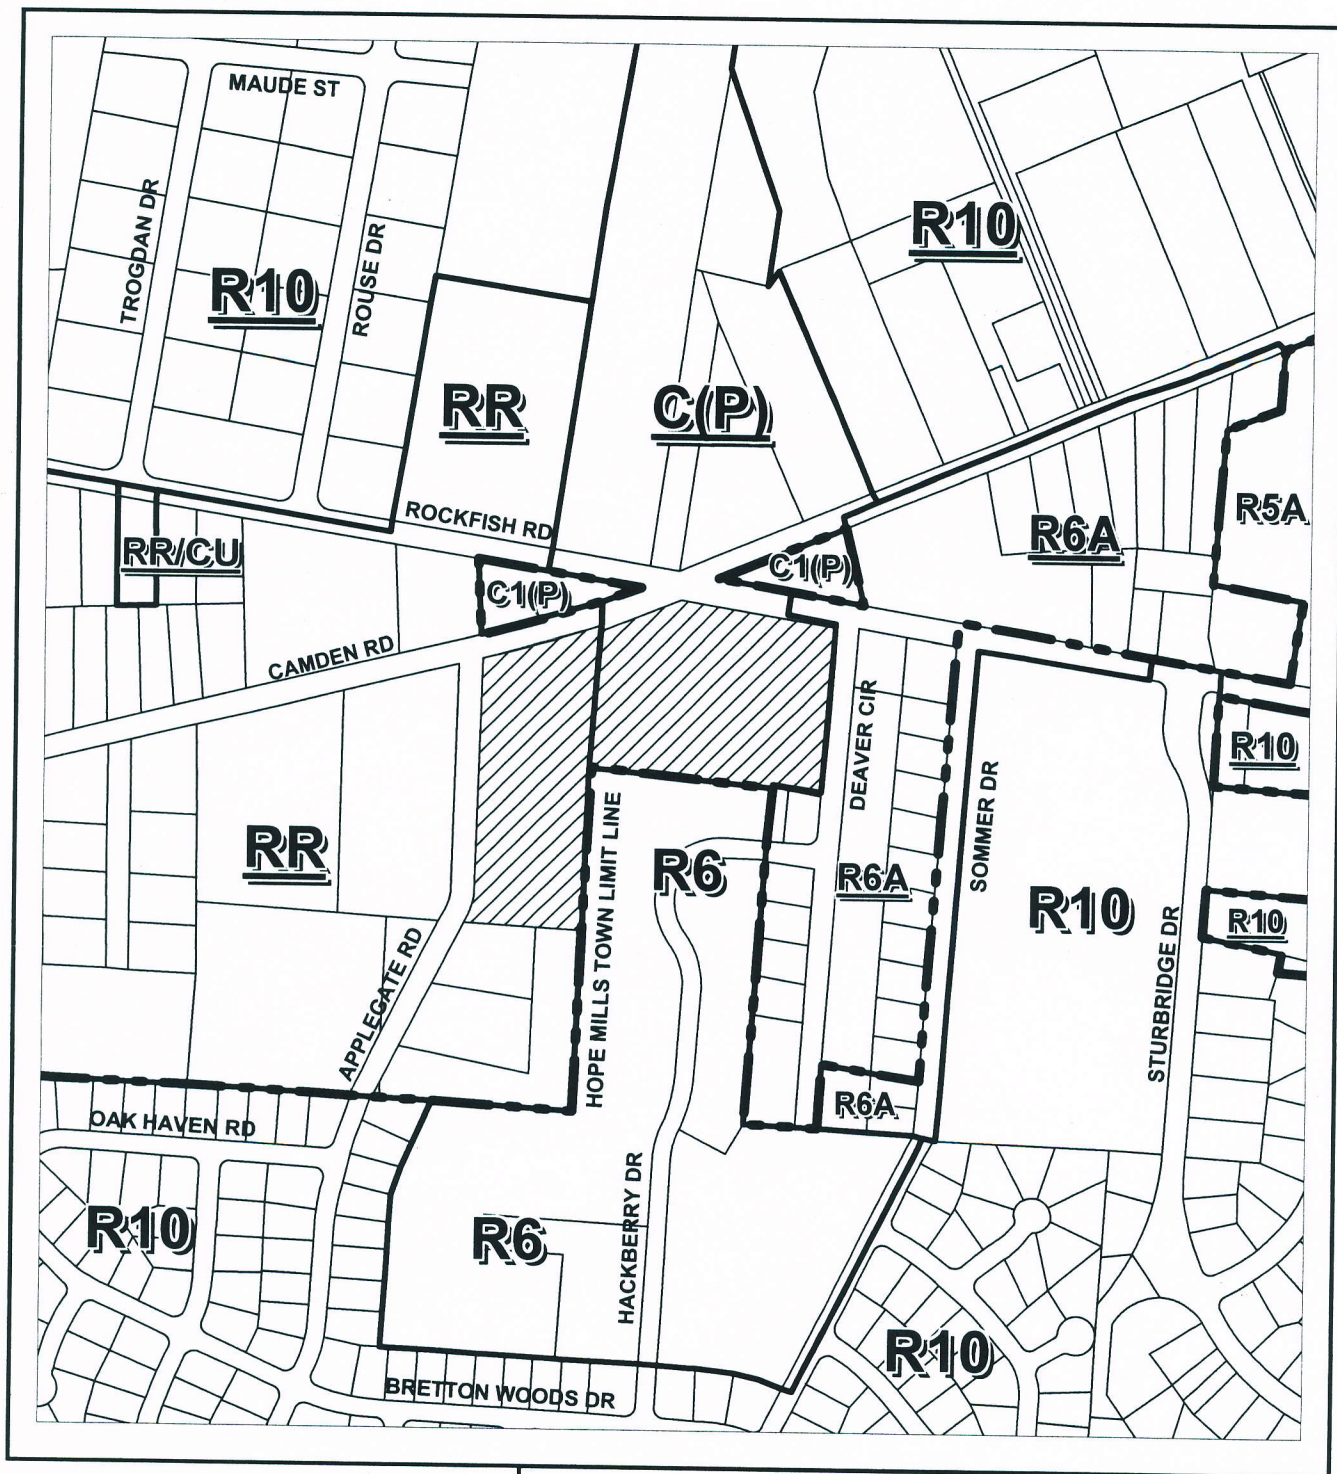 MAUDE ST
TROGDAN DR
ROUSE DR
R10
R10
RR
C(P)
ROCKFISH RD
RR/CU
C1(P)
C1(P)
R6A
R5A
CAMDEN RD
DEAVER CIR
R10
SOMMER DR
HOPE MILLS TOWN LIMIT LINE
RR
R6
R6A
R10
R10
STURBRIDGE DR
APPLEGATE RD
OAK HAVEN RD
R6A
R10
R6
HACKBERRY DR
R10
BRETTON WOODS DR